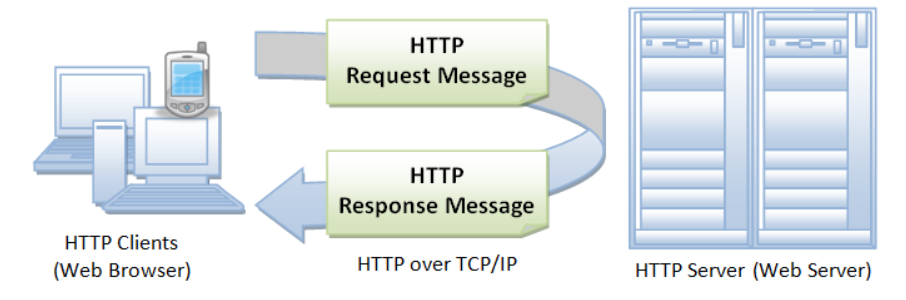 HTTP
Request Message
HTTP
Response Message
HTTP Clients
(Web Browser)
HTTP over TCP/IP
HTTP Server (Web Server)